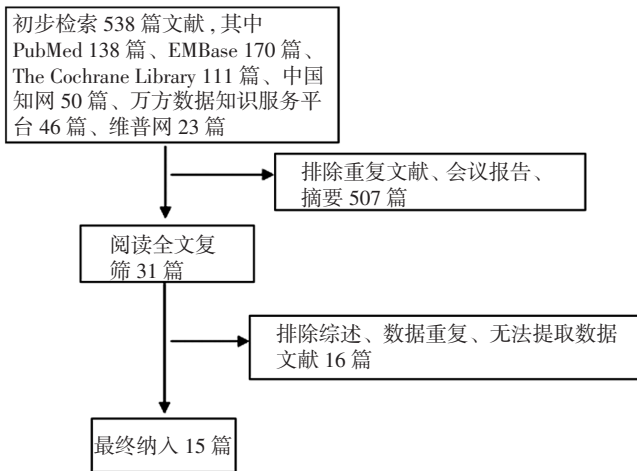 初步检索 538 篇文献,其中
PubMed 138 篇、EMBase 170 篇、
The Cochrane Library 111 篇、中国
知网 50 篇、万方数据知识服务平
台 46 篇、维普网 23 篇
排除重复文献、会议报告、
摘要 507 篇
阅读全文复
筛 31 篇
排除综述、数据重复、无法提取数据
文献 16 篇
最终纳入 15 篇